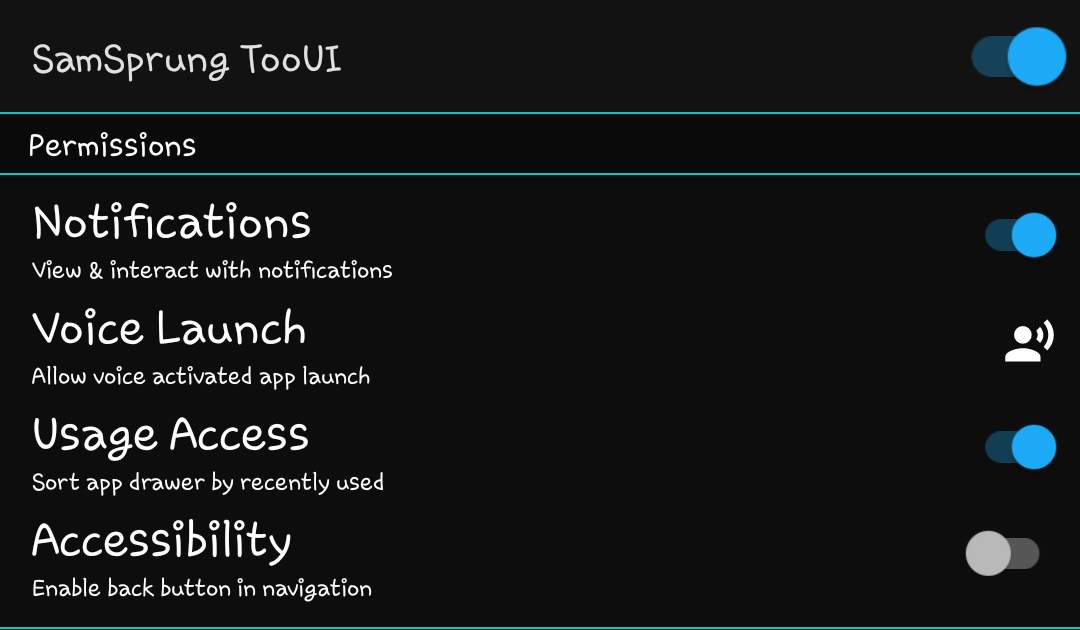 SamSprung TooUI
Permissions
Notifications
View & interact with notifications
Voice Launch
Allow voice activated app launch
Usage Access
Sort app drawer by recently used
Accessibility
Enable back button in navigation